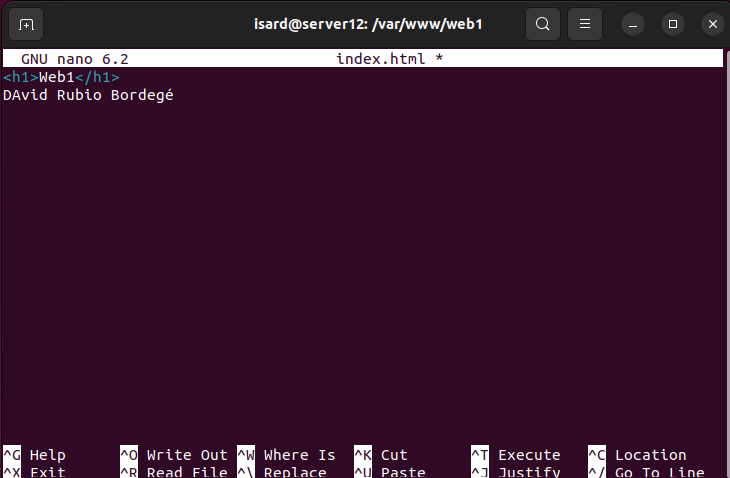 isard@server12: /var/www/web1
GNU nano 6.2 index.html *
<h1>Web1</h1>
DAvid Rubio Bordegé
^G Help ^O Write Out ^W Where Is ^K Cut ^T Execute ^C Location
^X Exit ^R Read File ^\ Replace ^U Paste ^J Justify ^/ Go To Line